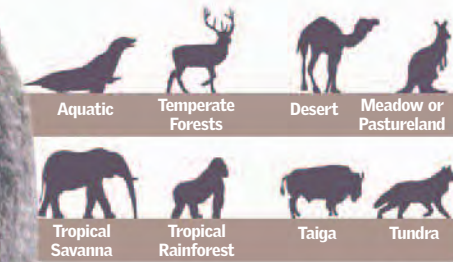 Aquatic
Temperate
Forests
Desert
Meadow or
Pastureland
Tropical
Savanna
Tropical
Rainforest
Taiga
Tundra